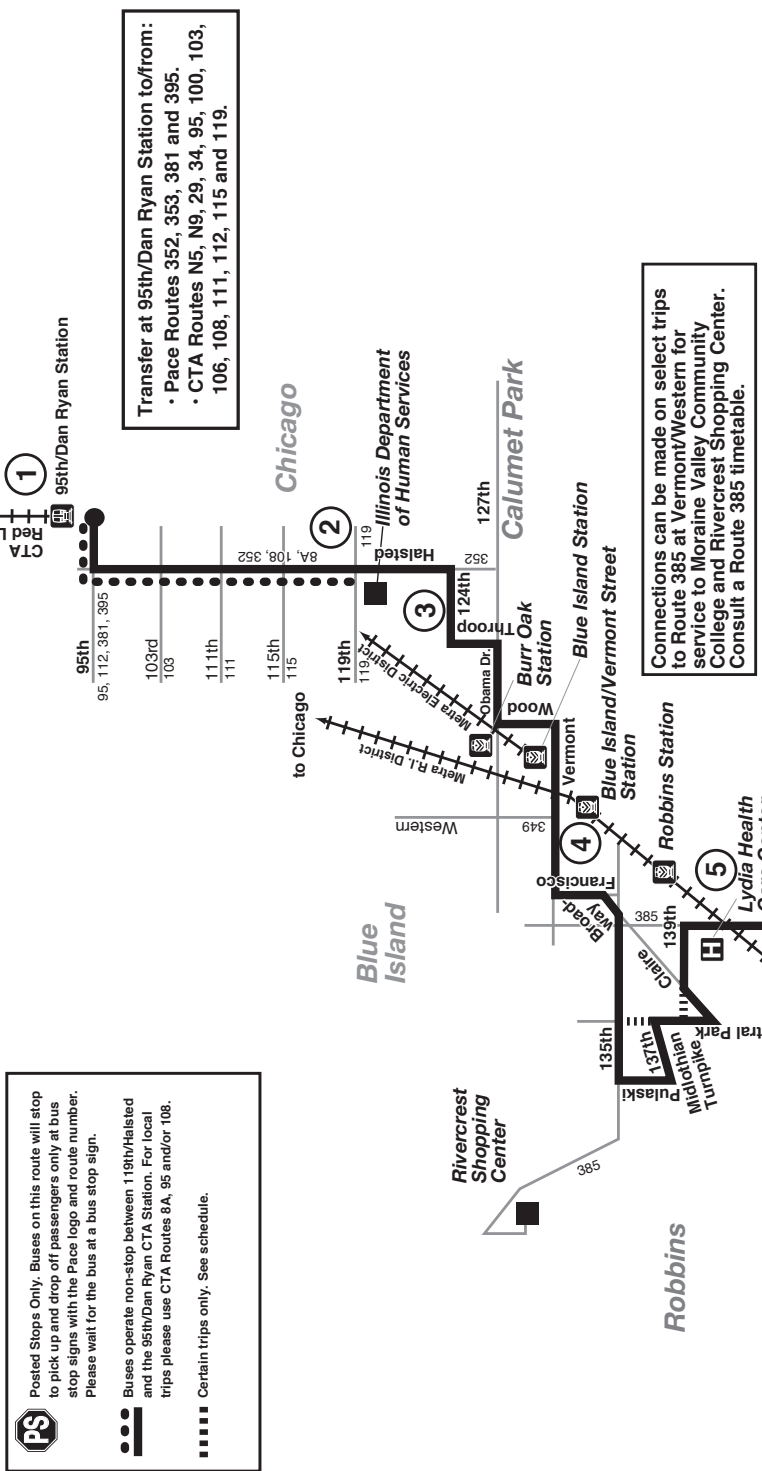 PS
Posted Stops Only. Buses on this route will stop
to pick up and drop off passengers only at bus
stop signs with the Pace logo and route number.
Please wait for the bus at a bus stop sign.
Buses operate non-stop between 119th/Halsted
and the 95th/Dan Ryan CTA Station. For local
trips please use CTA Routes 8A, 95 and/or 108.
Certain trips only. See schedule.
CTA
1
95th/Dan Ryan Station
Transfer at 95th/Dan Ryan Station to/from:
• Pace Routes 352, 353, 381 and 395.
• CTA Routes N5, N9, 29, 34, 95, 100, 103,
106, 108, 111, 112, 115 and 119.
95th
95, 112, 381, 395
103rd
103
111th
111
115th
115
119th
119
8A, 108, 352
Chicago
2
119
Halsted
Illinois Department
of Human Services
3
124th
352
Throop
127th
Calumet Park
Obama Dr.
Burr Oak
Station
Metra Electric District
to Chicago
Metra R.I. District
Wood
Blue Island Station
Vermont
Blue Island/Vermont Street
Station
Western
349
4
Francisco
Broad-
way
Blue
Island
Robbins Station
385
139th
5
H
Lydia Health
Claire
135th
137th
Pulaski
Midlothian
Turnpike
Rivercrest
Shopping
Center
385
Robbins
Connections can be made on select trips
to Route 385 at Vermont/Western for
service to Moraine Valley Community
College and Rivercrest Shopping Center.
Consult a Route 385 timetable.